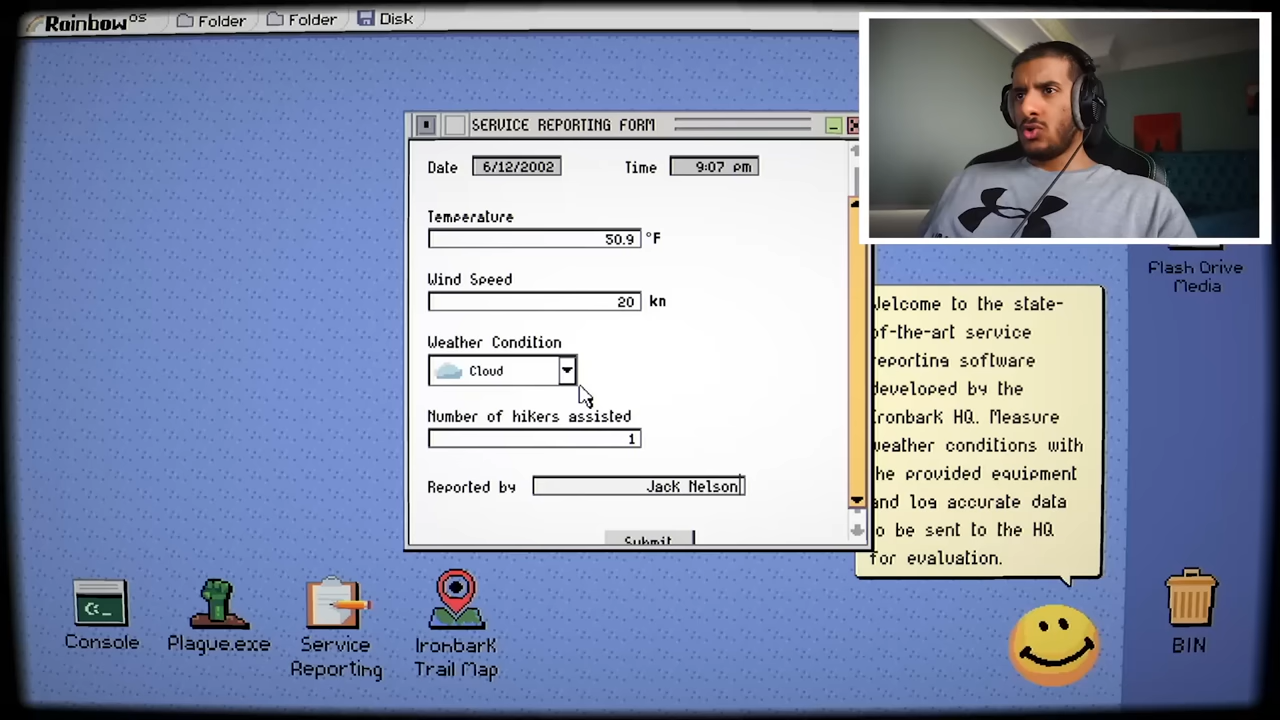 Rainbow OS
Folder
Folder
Disk
SERVICE REPORTING FORM
Date 6/12/2002 Time 9:07 pm
Temperature
50.9 °F
Wind Speed
20 kn
Weather Condition
Cloud
Number of hikers assisted
1
Reported by Jack Nelson
Submit
Flash Drive
Media
Welcome to the state-
of-the-art service
reporting software
developed by the
Ironbark HQ. Measure
weather conditions with
the provided equipment
and log accurate data
to be sent to the HQ
for evaluation.
Console
Plague.exe
Service
Reporting
Ironbark
Trail Map
BIN